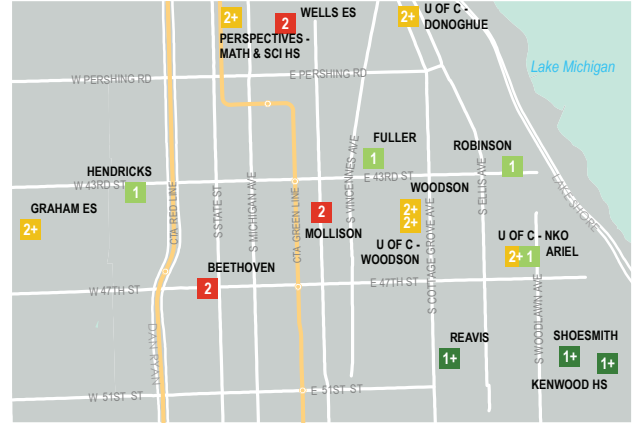 2+
PERSPECTIVES -
MATH & SCI HS
2
WELLS ES
2+
U OF C -
DONOGHUE
Lake Michigan
W PERSHING RD
E PERSHING RD
FULLER
1
ROBINSON
1
HENDRICKS
1
W 43RD ST
E 43RD ST
GRAHAM ES
2+
WOODSON
2+
2+
U OF C -
WOODSON
2
MOLLISON
U OF C - NKO
2+
1
ARIEL
BEETHOVEN
2
W 47TH ST
E 47TH ST
REAVIS
1+
SHOESMITH
1+
1+
KENWOOD HS
W 51ST ST
E 51ST ST
CTA RED LINE
DAN RYAN
S STATE ST
S MICHIGAN AVE
CTA GREEN LINE
S VINCENNES AVE
S COTTAGE GROVE AVE
S ELLIS AVE
S WOODLAWN AVE
LAKE SHORE